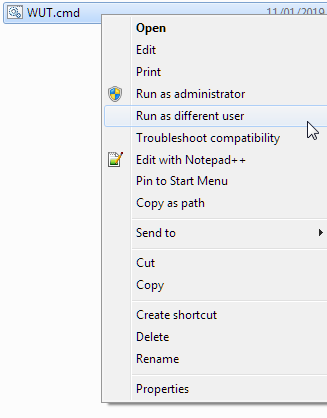 WUT.cmd 11/01/2019
Open
Edit
Print
Run as administrator
Run as different user
Troubleshoot compatibility
Edit with Notepad++
Pin to Start Menu
Copy as path
Send to
Cut
Copy
Create shortcut
Delete
Rename
Properties